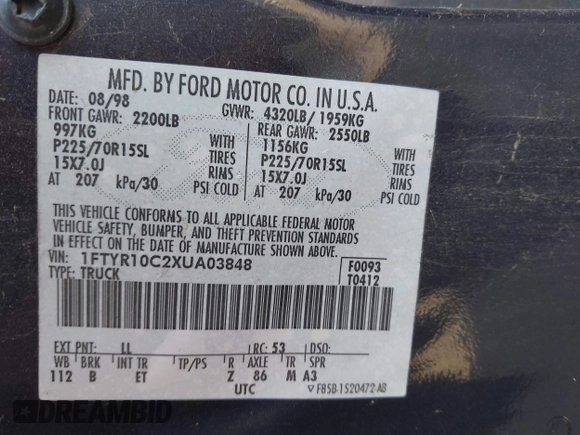 MFD. BY FORD MOTOR CO. IN U.S.A.
DATE: 08/98 GVWR: 4320LB/ 1959KG
FRONT GAWR: 2200LB REAR GAWR: 2550LB
997KG WITH 1156KG WITH
P225/70R15SL TIRES P225/70R15SL TIRES
15X7.0J RIMS 15X7.0J RIMS
AT 207 kPa/30 PSI COLD AT 207 kPa/30 PSI COLD
THIS VEHICLE CONFORMS TO ALL APPLICABLE FEDERAL MOTOR
VEHICLE SAFETY, BUMPER, AND THEFT PREVENTION STANDARDS
IN EFFECT ON THE DATE OF MANUFACTURE SHOWN ABOVE.
VIN: 1FTYR10C2XUA03848 F0093
TYPE: TRUCK T0412
EXT PNT: LL RC: 53 DSO:
WB BRK INT TR TP/PS R AXLE TR SPR
112 B ET Z 86 M A3
UTC ▽ F85B-1520472-AB
DREAMBID